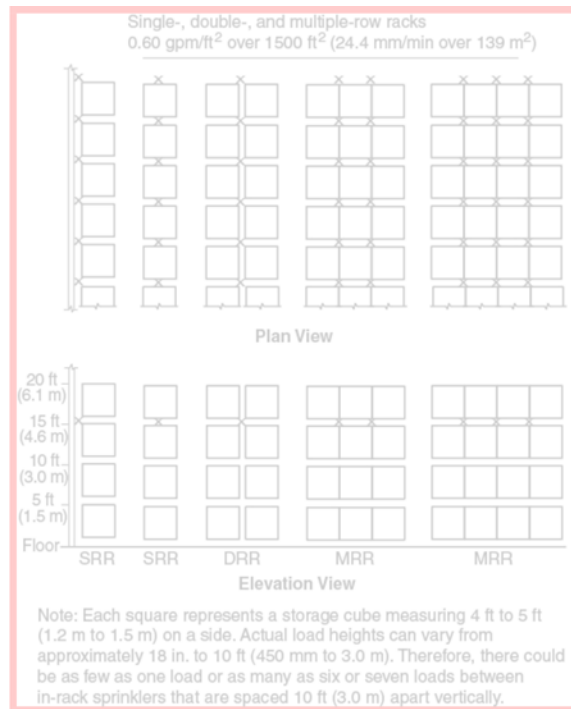 Single-, double-, and multiple-row racks
0.60 gpm/ft² over 1500 ft² (24.4 mm/min over 139 m²)
Plan View
20 ft
(6.1 m)
15 ft
(4.6 m)
10 ft
(3.0 m)
5 ft
(1.5 m)
Floor
SRR SRR DRR MRR MRR
Elevation View
Note: Each square represents a storage cube measuring 4 ft to 5 ft
(1.2 m to 1.5 m) on a side. Actual load heights can vary from
approximately 18 in. to 10 ft (450 mm to 3.0 m). Therefore, there could
be as few as one load or as many as six or seven loads between
in-rack sprinklers that are spaced 10 ft (3.0 m) apart vertically.